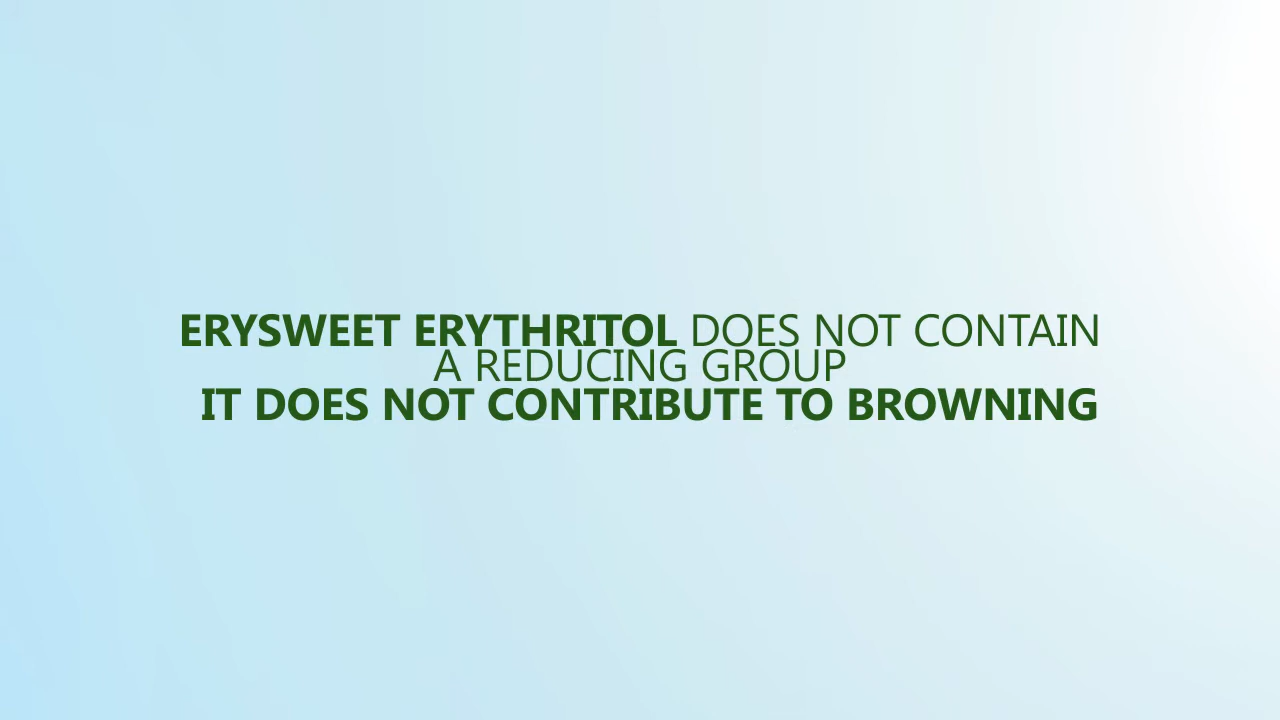 ERYSWEET ERYTHRITOL DOES NOT CONTAIN
A REDUCING GROUP
IT DOES NOT CONTRIBUTE TO BROWNING